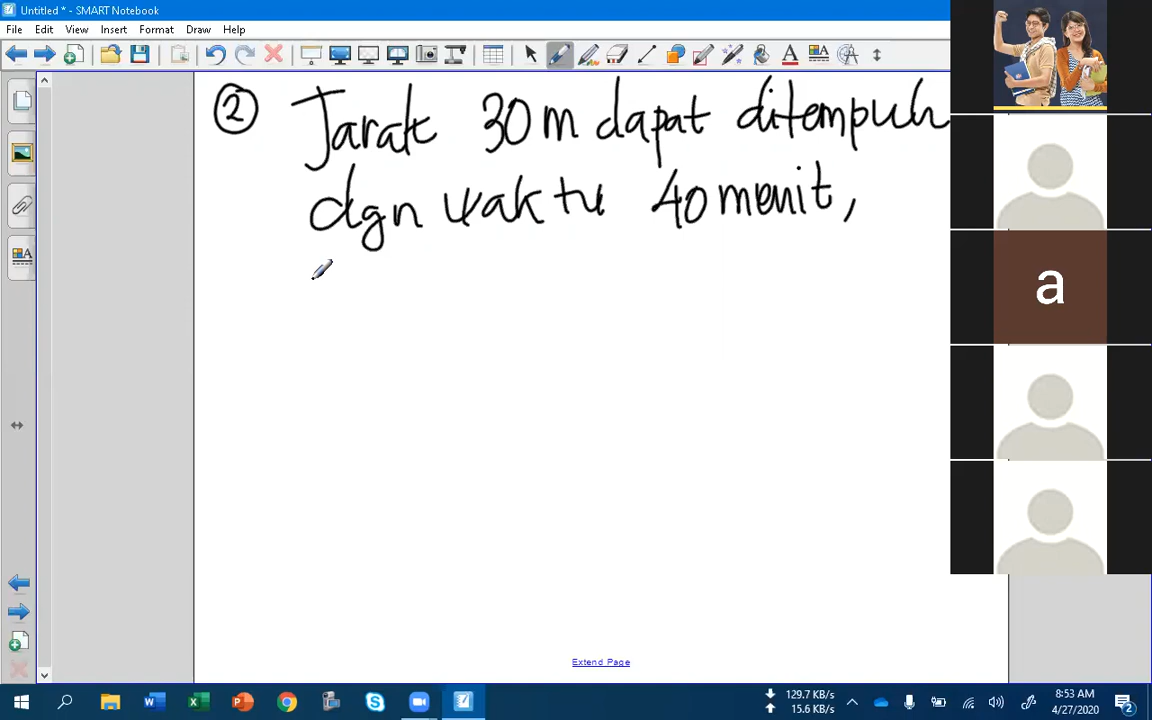 Untitled * - SMART Notebook
File Edit View Insert Format Draw Help
② Jarak 30 m dapat ditempuh
dgn waktu 40 menit,
a
Extend Page
129.7 KB/s
15.6 KB/s
8:53 AM
4/27/2020
2